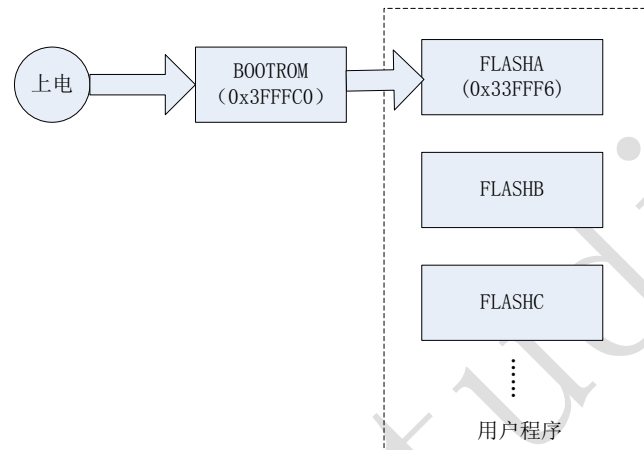 上电
BOOTROM
（0x3FFFC0）
FLASHA
(0x33FFF6)
FLASHB
FLASHC
用户程序